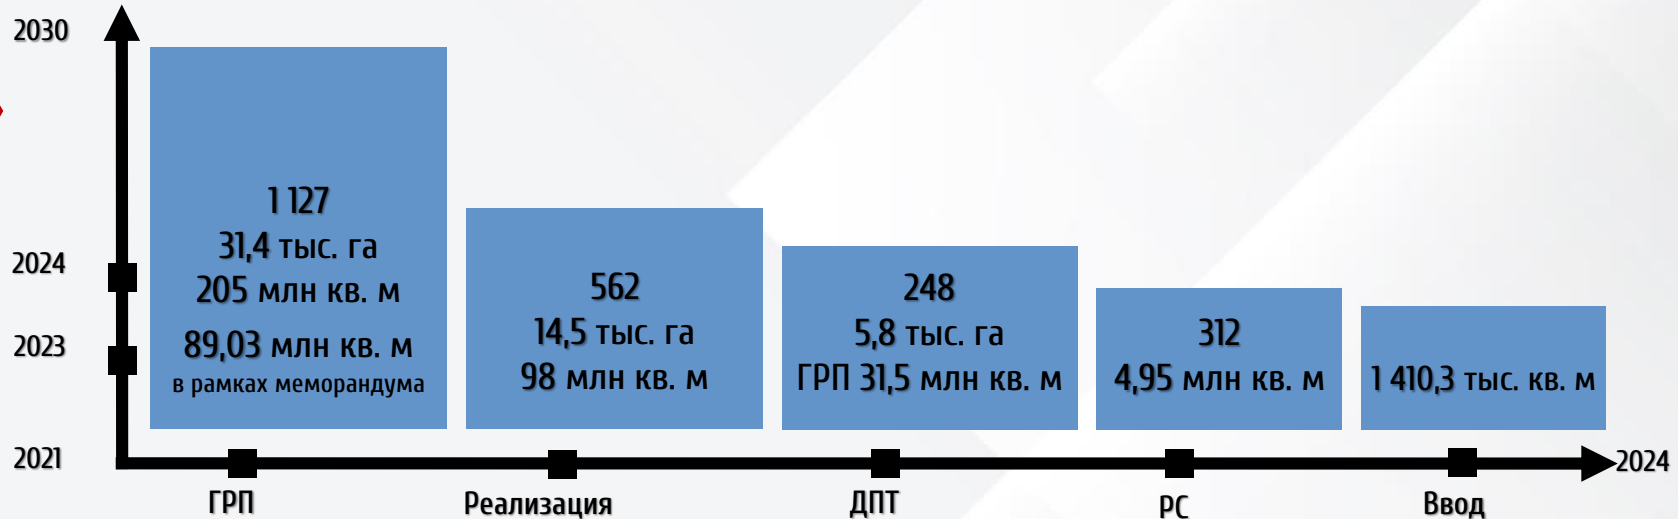 2030
2024
2023
2021
1 127
31,4 тыс. га
205 млн кв. м
89,03 млн кв. м
в рамках меморандума
562
14,5 тыс. га
98 млн кв. м
248
5,8 тыс. га
ГРП 31,5 млн кв. м
312
4,95 млн кв. м
1 410,3 тыс. кв. м
2024
ГРП
Реализация
ДПТ
РС
Ввод